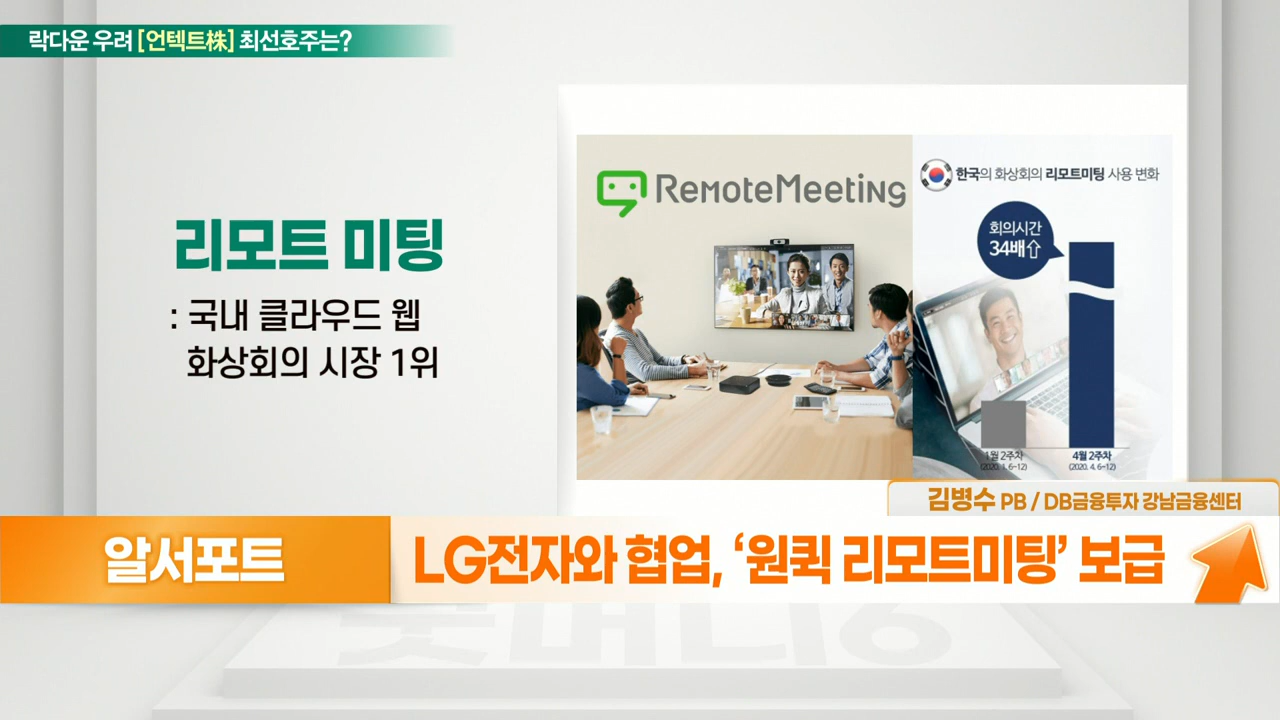 락다운 우려 [언텍트株] 최선호주는?
리모트 미팅
: 국내 클라우드 웹
화상회의 시장 1위
RemoteMeeting
한국의 화상회의 리모트미팅 사용 변화
회의시간
34배⇧
1월 2주차
(2020. 1. 6~12)
4월 2주차
(2020. 4. 6~12)
김병수 PB / DB금융투자 강남금융센터
알서포트
LG전자와 협업, ‘원퀵 리모트미팅’ 보급
굿머니6